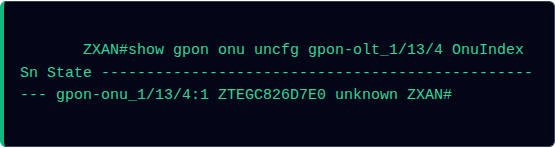 ZXAN#show gpon onu uncfg gpon-olt_1/13/4 OnuIndex
Sn State ------------------------------------------------
--- gpon-onu_1/13/4:1 ZTEGC826D7E0 unknown ZXAN#